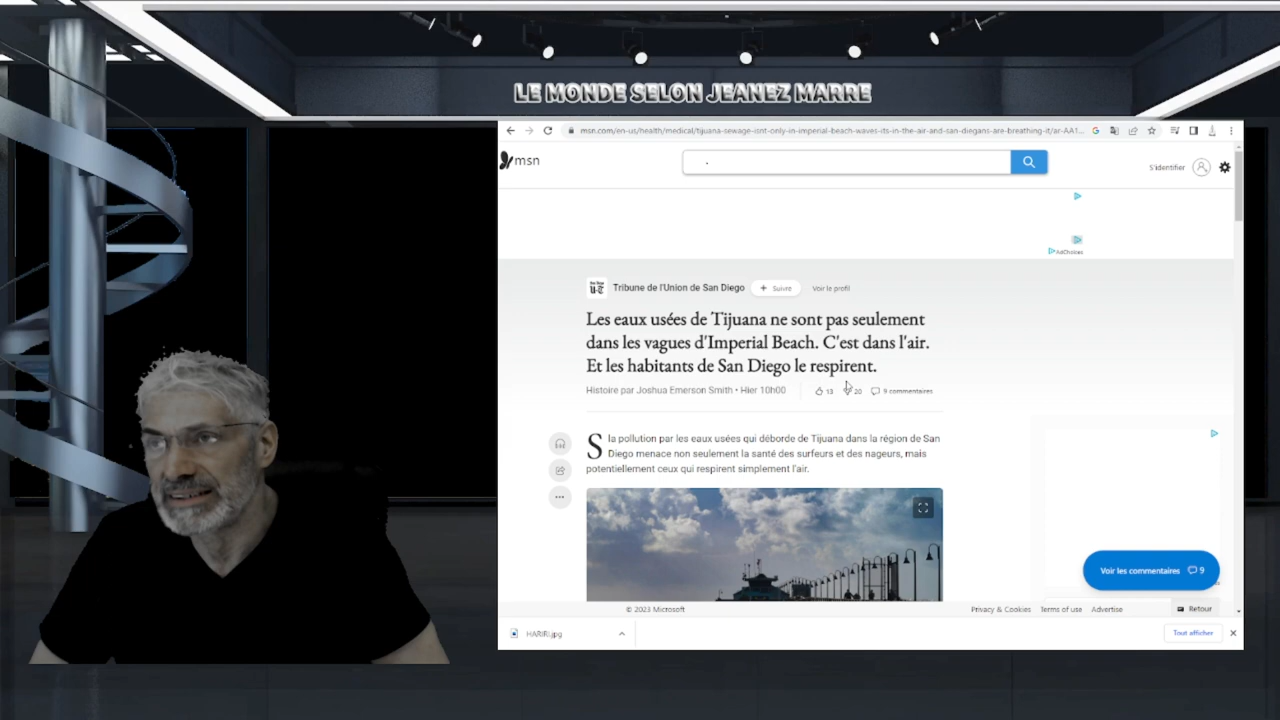 LE MONDE SELON JEANEZ MARRE
msn.com/en-us/health/medical/tijuana-sewage-isnt-only-in-imperial-beach-waves-its-in-the-air-and-san-diegans-are-breathing-it/ar-AA1...
msn
S'identifier
AdChoices
Tribune de l'Union de San Diego
+ Suivre
Voir le profil
Les eaux usées de Tijuana ne sont pas seulement
dans les vagues d'Imperial Beach. C'est dans l'air.
Et les habitants de San Diego le respirent.
Histoire par Joshua Emerson Smith • Hier 10h00
13
20
9 commentaires
S la pollution par les eaux usées qui déborde de Tijuana dans la région de San
Diego menace non seulement la santé des surfeurs et des nageurs, mais
potentiellement ceux qui respirent simplement l'air.
Voir les commentaires 9
© 2023 Microsoft
Privacy & Cookies
Terms of use
Advertise
Retour
HARIRI.jpg
Tout afficher